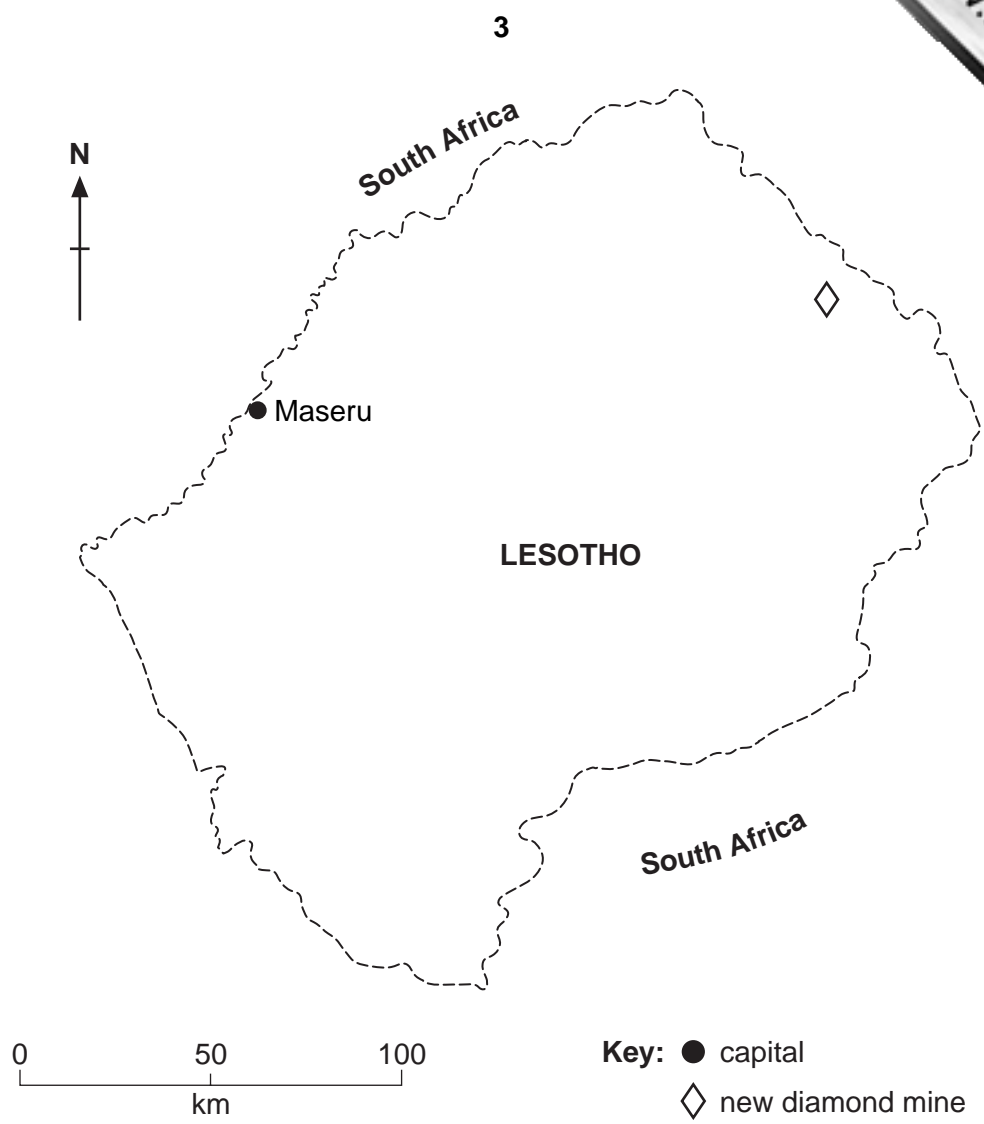 3
South Africa
N
Maseru
LESOTHO
South Africa
0 50 100
km
Key: capital
new diamond mine